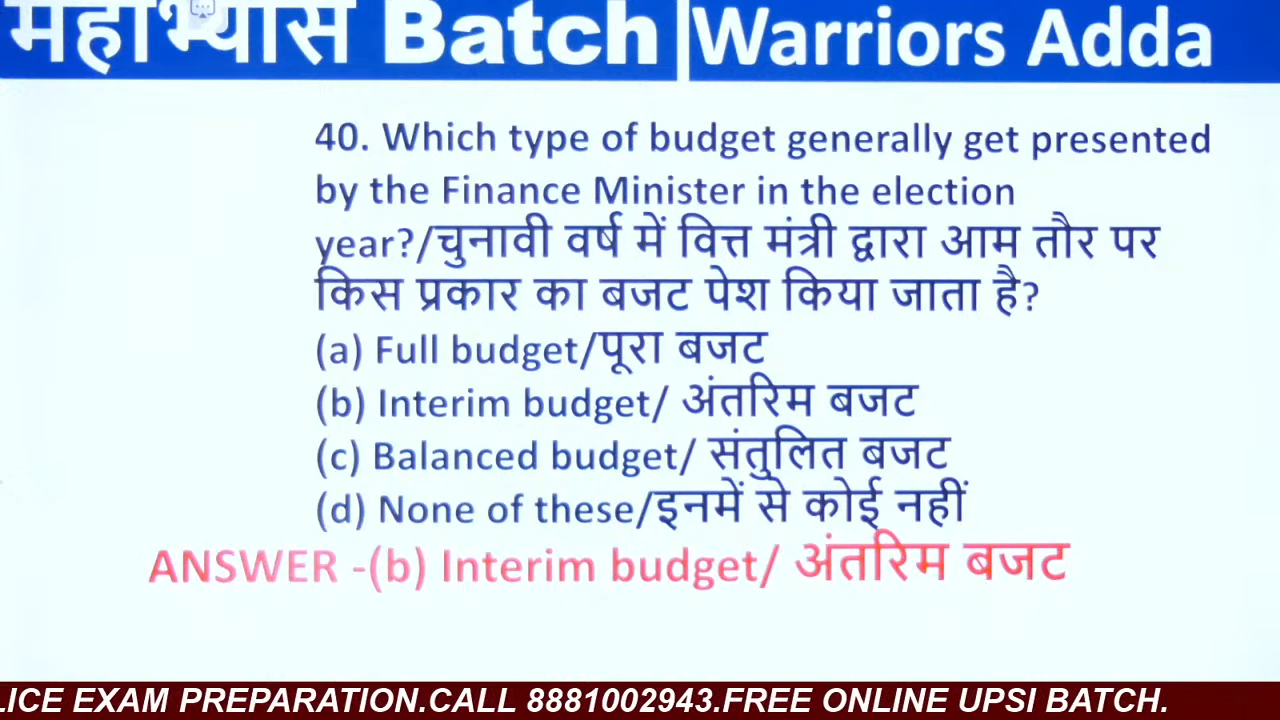 महाभ्यास Batch Warriors Adda
40. Which type of budget generally get presented
by the Finance Minister in the election
year?/चुनावी वर्ष में वित्त मंत्री द्वारा आम तौर पर
किस प्रकार का बजट पेश किया जाता है?
(a) Full budget/पूरा बजट
(b) Interim budget/ अंतरिम बजट
(c) Balanced budget/ संतुलित बजट
(d) None of these/इनमें से कोई नहीं
ANSWER -(b) Interim budget/ अंतरिम बजट
LICE EXAM PREPARATION.CALL 8881002943.FREE ONLINE UPSI BATCH.